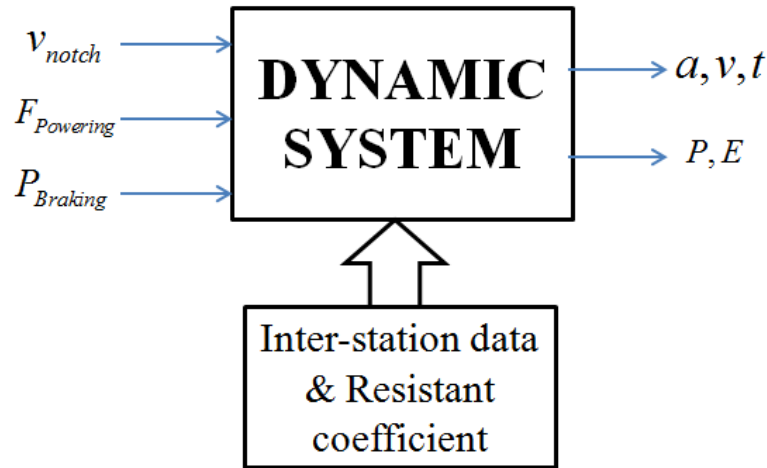 v_notch
F_Powering
P_Braking
DYNAMIC
SYSTEM
a, v, t
P, E
Inter-station data
& Resistant
coefficient